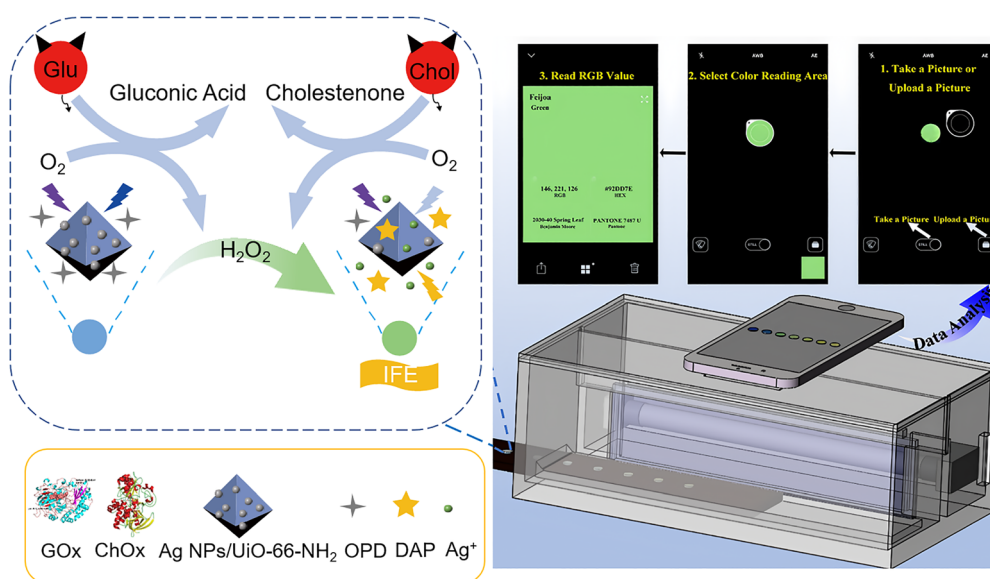 Glu
Chol
Gluconic Acid
Cholestenone
O₂
O₂
H₂O₂
IFE
GOx
ChOx
Ag NPs/UiO-66-NH₂
OPD
DAP
Ag⁺
3. Read RGB Value
Feijoa
Green
146, 221, 126
RGB
#92DD7E
HEX
2030-40 Spring Leaf
Benjamin Moore
PANTONE 7487 U
Pantone
AWB
2. Select Color Reading Area
AWB
AE
1. Take a Picture or
Upload a Picture
Take a Picture
Upload a Pictu
Data Analysi